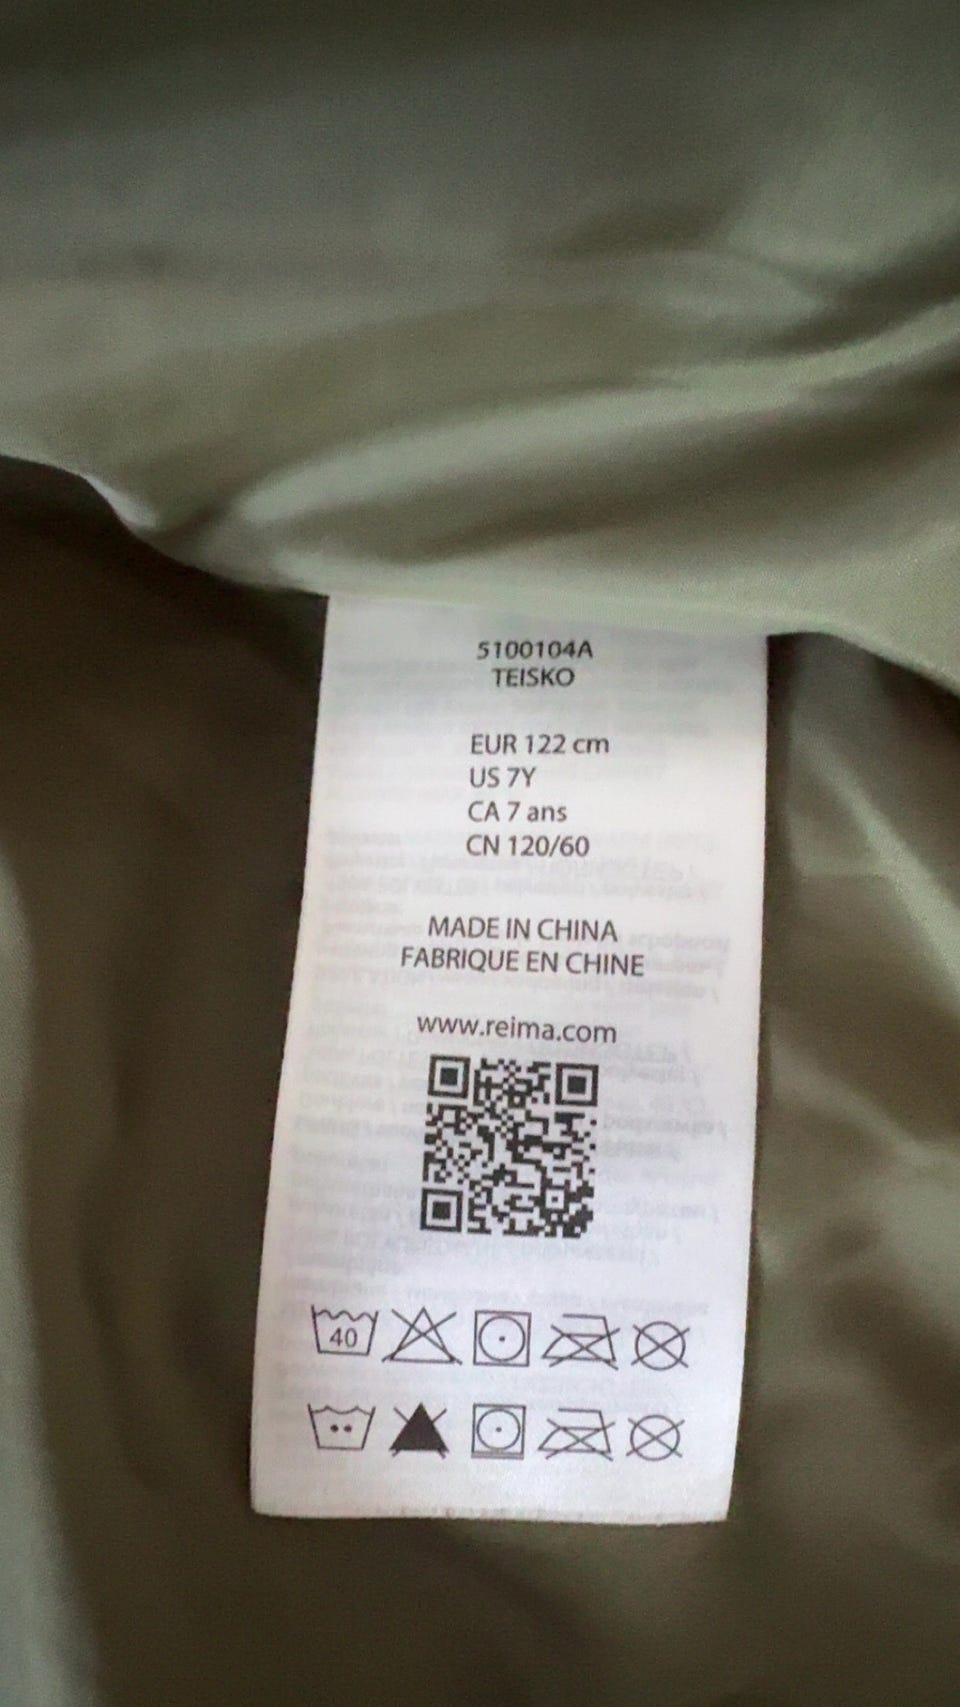 5100104A
TEISKO
EUR 122 cm
US 7Y
CA 7 ans
CN 120/60
MADE IN CHINA
FABRIQUE EN CHINE
www.reima.com
40